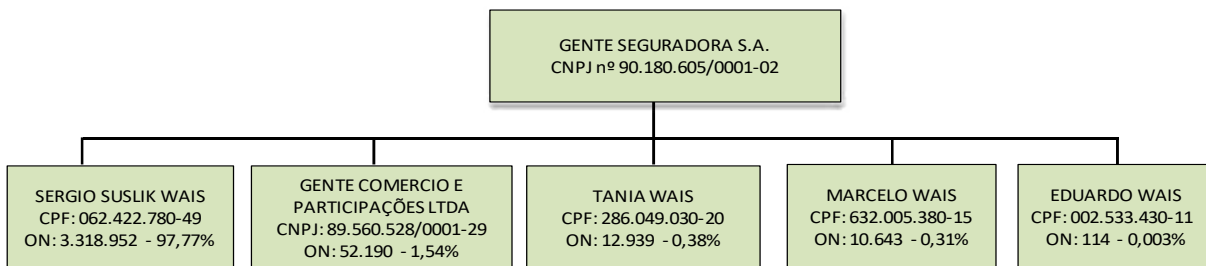 GENTE SEGURADORA S.A.
CNPJ nº 90.180.605/0001-02
SERGIO SUSLIK WAIS
CPF: 062.422.780-49
ON: 3.318.952 - 97,77%
GENTE COMERCIO E
PARTICIPAÇÕES LTDA
CNPJ: 89.560.528/0001-29
ON: 52.190 - 1,54%
TANIA WAIS
CPF: 286.049.030-20
ON: 12.939 - 0,38%
MARCELO WAIS
CPF: 632.005.380-15
ON: 10.643 - 0,31%
EDUARDO WAIS
CPF: 002.533.430-11
ON: 114 - 0,003%